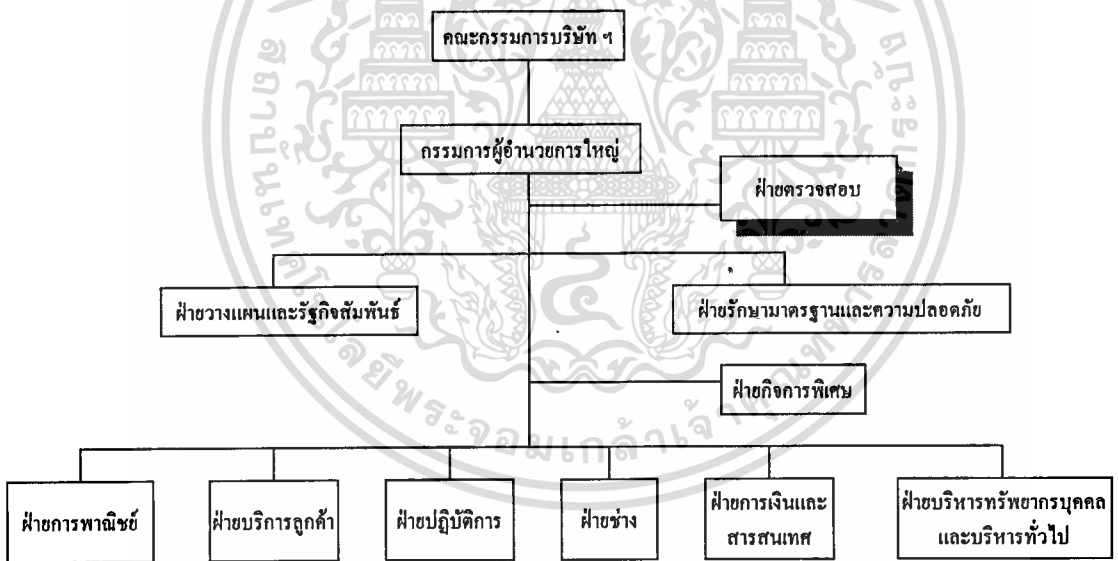 คณะกรรมการบริษัท ฯ
กรรมการผู้อำนวยการใหญ่
ฝ่ายตรวจสอบ
ฝ่ายวางแผนและรัฐกิจสัมพันธ์
ฝ่ายรักษามาตรฐานและความปลอดภัย
ฝ่ายกิจการพิเศษ
ฝ่ายการพาณิชย์
ฝ่ายบริการลูกค้า
ฝ่ายปฏิบัติการ
ฝ่ายช่าง
ฝ่ายการเงินและ
สารสนเทศ
ฝ่ายบริหารทรัพยากรบุคคล
และบริหารทั่วไป